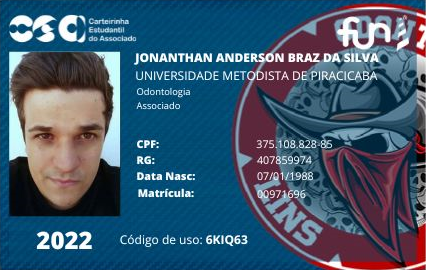 Carteirinha
Estudantil
do Associado
JONANTHAN ANDERSON BRAZ DA SILVA
UNIVERSIDADE METODISTA DE PIRACICABA
Odontologia
Associado
CPF: 375.108.828-85
RG: 407859974
Data Nasc: 07/01/1988
Matrícula: 00971696
2022
Código de uso: 6KIQ63